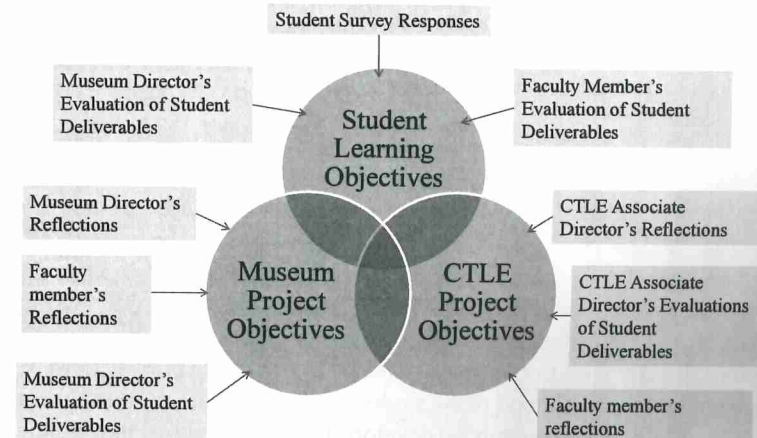 Student Survey Responses
Museum Director's
Evaluation of Student
Deliverables
Faculty Member's
Evaluation of Student
Deliverables
Student
Learning
Objectives
Museum Director's
Reflections
CTLE Associate
Director's Reflections
Faculty
member's
Reflections
Museum
Project
Objectives
CTLE
Project
Objectives
CTLE Associate
Director's Evaluations
of Student
Deliverables
Museum Director's
Evaluation of Student
Deliverables
Faculty member's
reflections